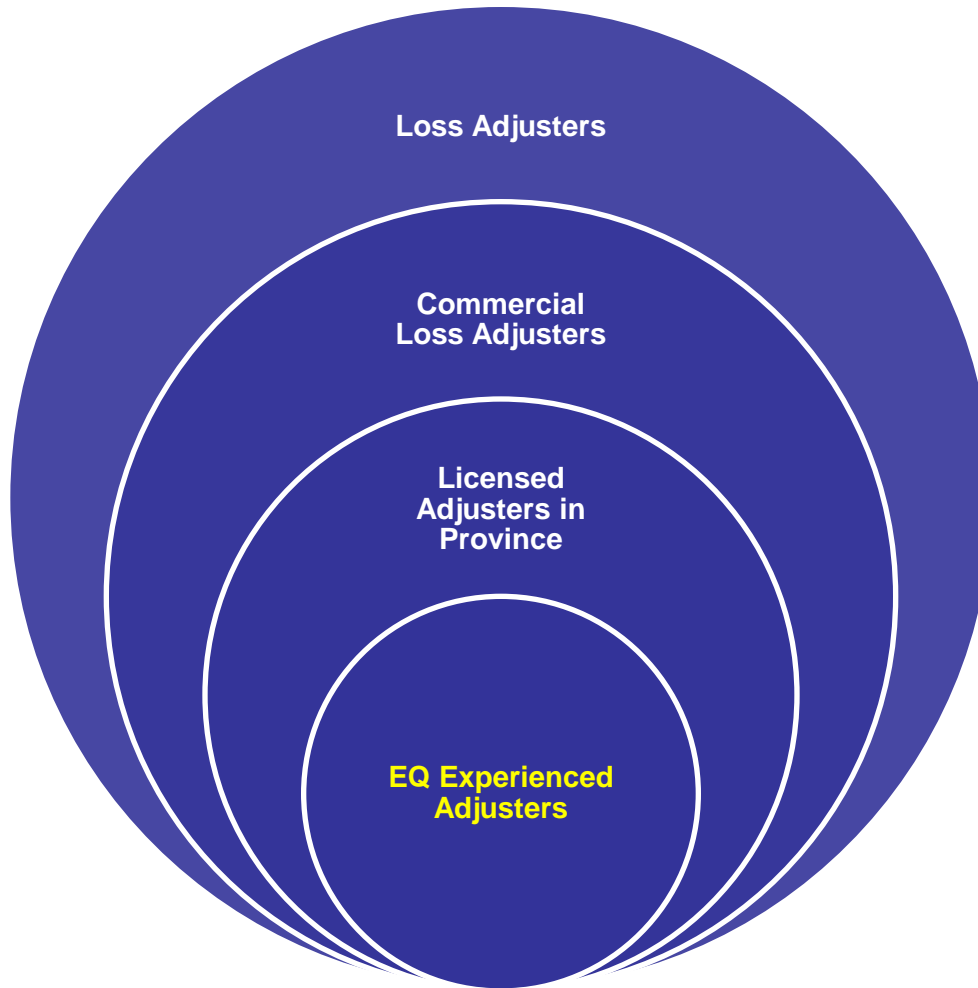 Loss Adjusters
Commercial
Loss Adjusters
Licensed
Adjusters in
Province
EQ Experienced
Adjusters